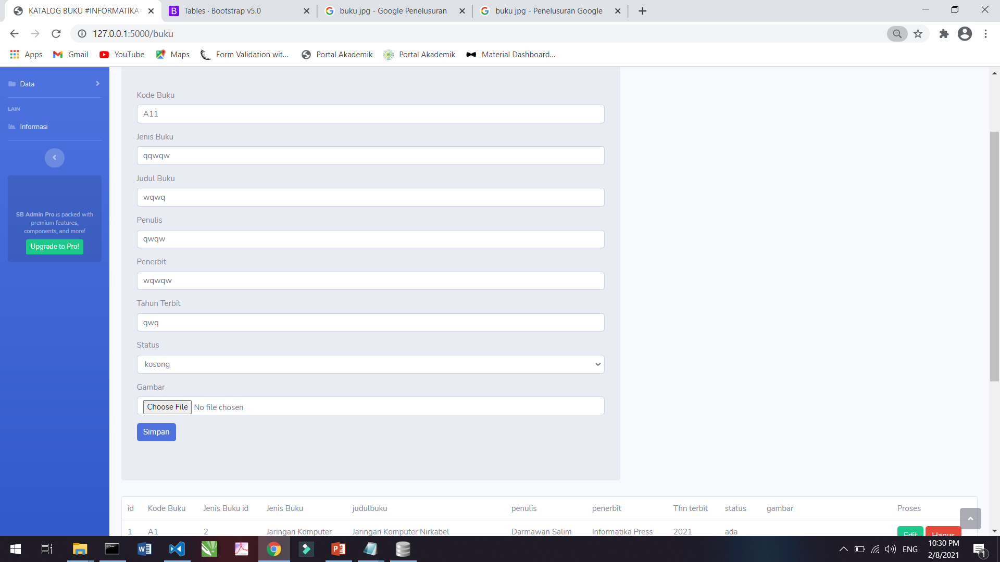 KATALOG BUKU #INFORMATIKA-
Tables · Bootstrap v5.0
buku jpg - Google Penelusuran
buku jpg - Penelusuran Google
127.0.0.1:5000/buku
Apps
Gmail
YouTube
Maps
Form Validation wit...
Portal Akademik
Portal Akademik
Material Dashboard...
Data
LAIN
Informasi
SB Admin Pro is packed with
premium features,
components, and more!
Upgrade to Pro!
Kode Buku
A11
Jenis Buku
qqwqw
Judul Buku
wqwq
Penulis
qwqw
Penerbit
wqwqw
Tahun Terbit
qwq
Status
kosong
Gambar
Choose File No file chosen
Simpan
id Kode Buku Jenis Buku id Jenis Buku judulbuku penulis penerbit Thn terbit status gambar Proses
1 A1 2 Jaringan Komputer Jaringan Komputer Nirkabel Darmawan Salim Informatika Press 2021 ada Edit Hapus
ENG
10:30 PM
2/8/2021
1